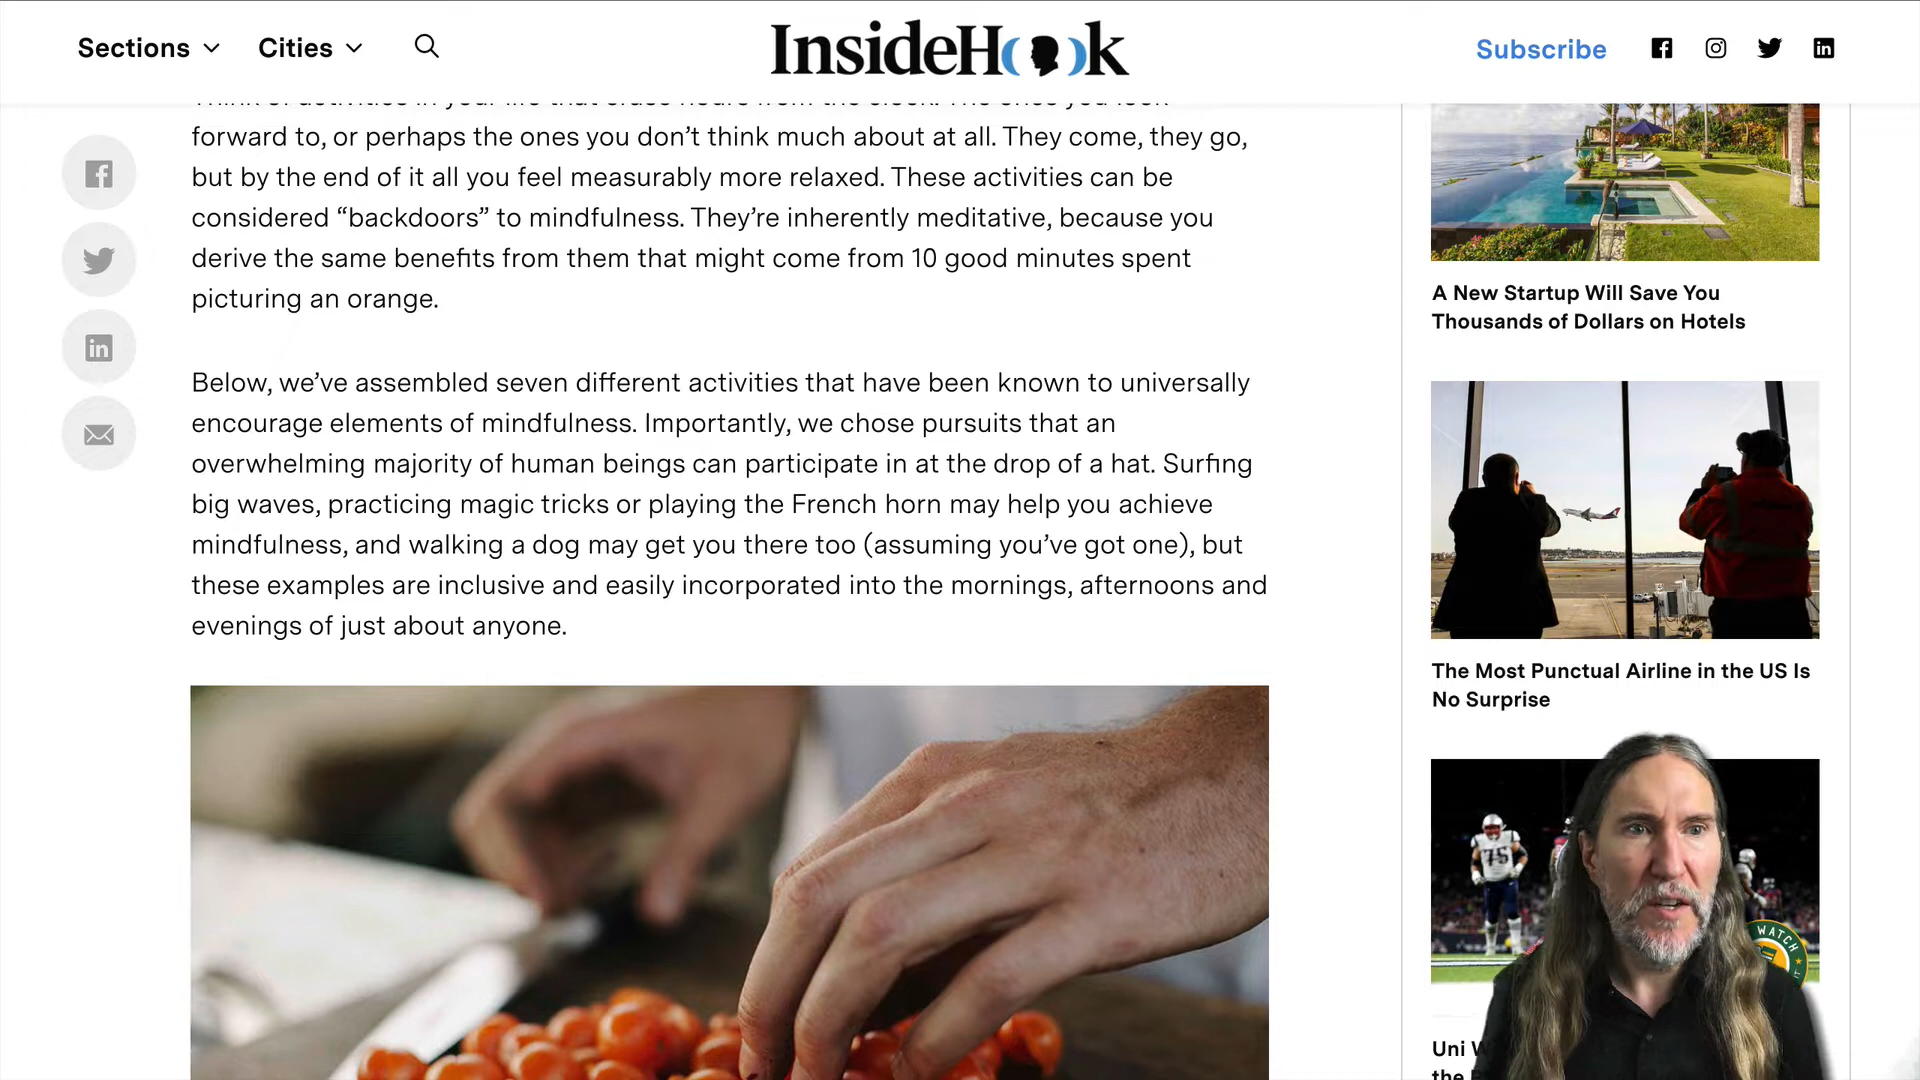 Sections
Cities
InsideHook
Subscribe
forward to, or perhaps the ones you don’t think much about at all. They come, they go,
but by the end of it all you feel measurably more relaxed. These activities can be
considered “backdoors” to mindfulness. They’re inherently meditative, because you
derive the same benefits from them that might come from 10 good minutes spent
picturing an orange.
Below, we’ve assembled seven different activities that have been known to universally
encourage elements of mindfulness. Importantly, we chose pursuits that an
overwhelming majority of human beings can participate in at the drop of a hat. Surfing
big waves, practicing magic tricks or playing the French horn may help you achieve
mindfulness, and walking a dog may get you there too (assuming you’ve got one), but
these examples are inclusive and easily incorporated into the mornings, afternoons and
evenings of just about anyone.
A New Startup Will Save You
Thousands of Dollars on Hotels
The Most Punctual Airline in the US Is
No Surprise
75
WATCH
Uni
the